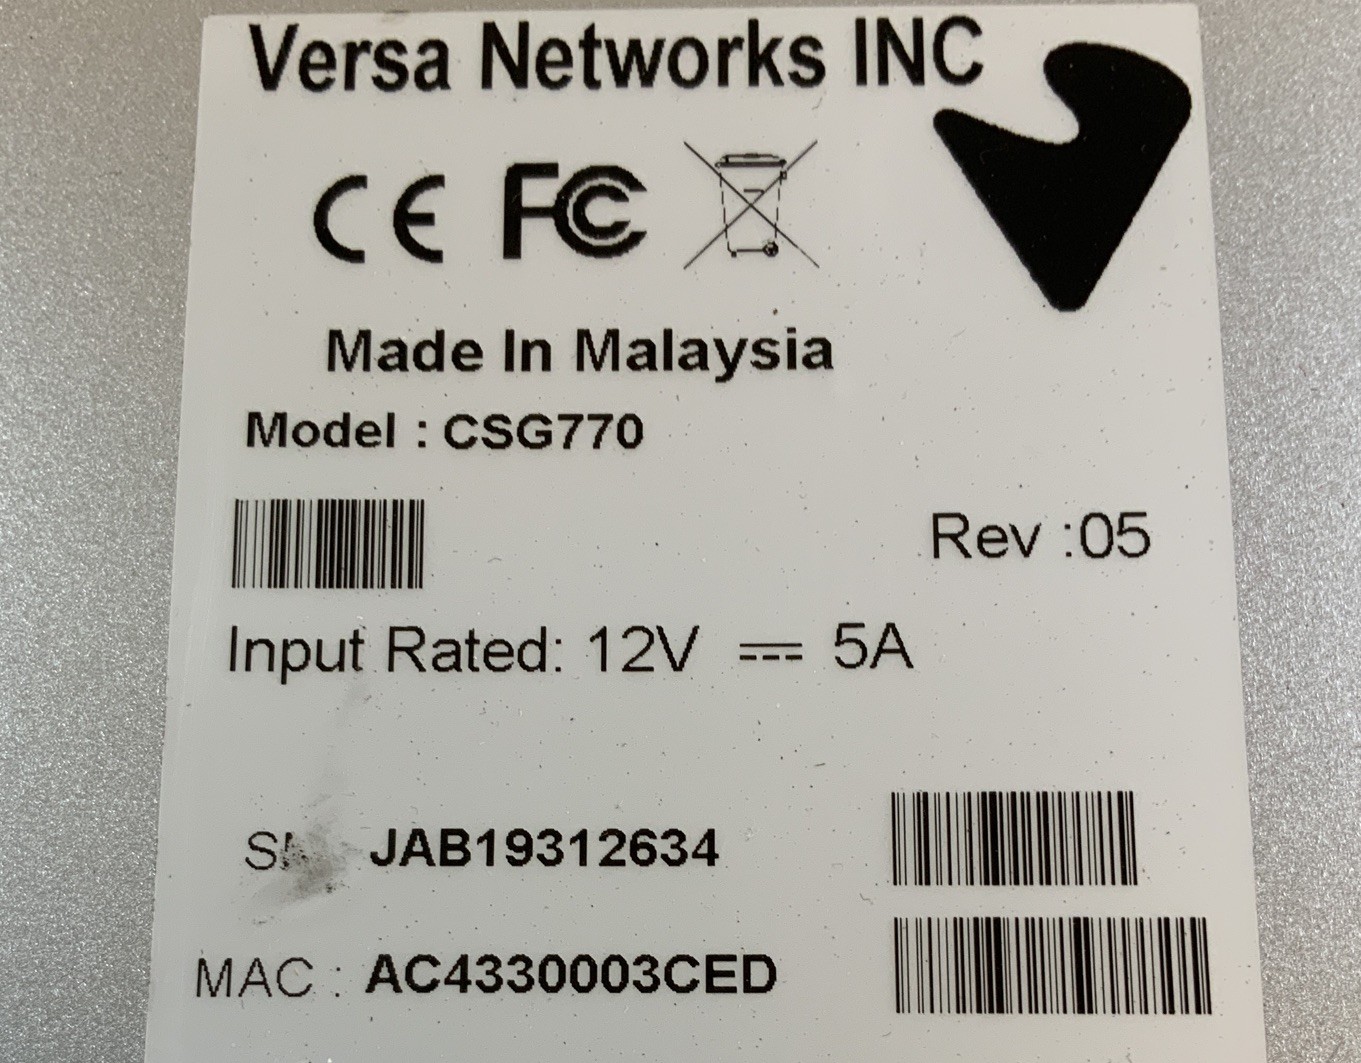 Versa Networks INC
CE FC
Made In Malaysia
Model : CSG770
Rev :05
Input Rated: 12V ⎓ 5A
JAB19312634
MAC : AC4330003CED